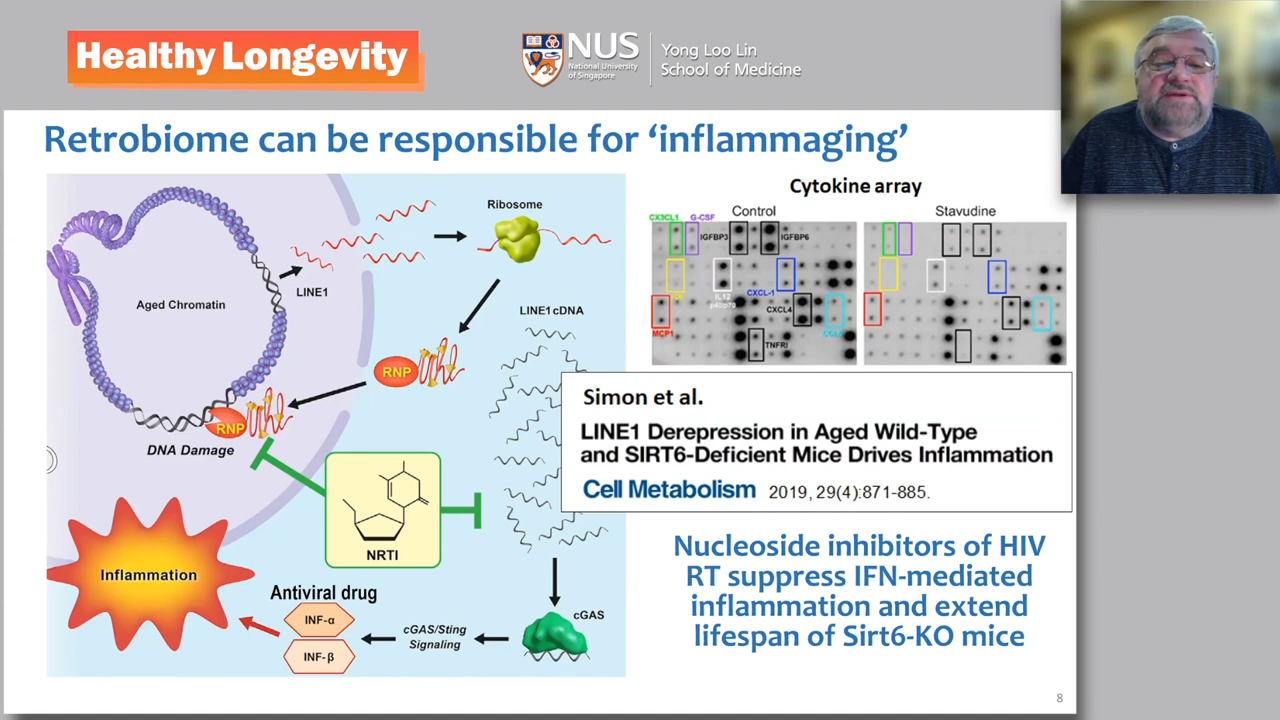 Healthy Longevity
NUS
National University
of Singapore
Yong Loo Lin
School of Medicine
Retrobiome can be responsible for ‘inflammaging’
Ribosome
LINE1
Aged Chromatin
LINE1 cDNA
RNP
RNP
DNA Damage
NRTI
Inflammation
Antiviral drug
INF-α
INF-β
cGAS/Sting
Signaling
cGAS
Cytokine array
Control
Stavudine
CX3CL1
G-CSF
IGFBP3
IGFBP6
IL12
p40/p70
CXCL-1
CXCL4
MCP1
TNFRI
Simon et al.
LINE1 Derepression in Aged Wild-Type
and SIRT6-Deficient Mice Drives Inflammation
Cell Metabolism 2019, 29(4):871-885.
Nucleoside inhibitors of HIV
RT suppress IFN-mediated
inflammation and extend
lifespan of Sirt6-KO mice
8